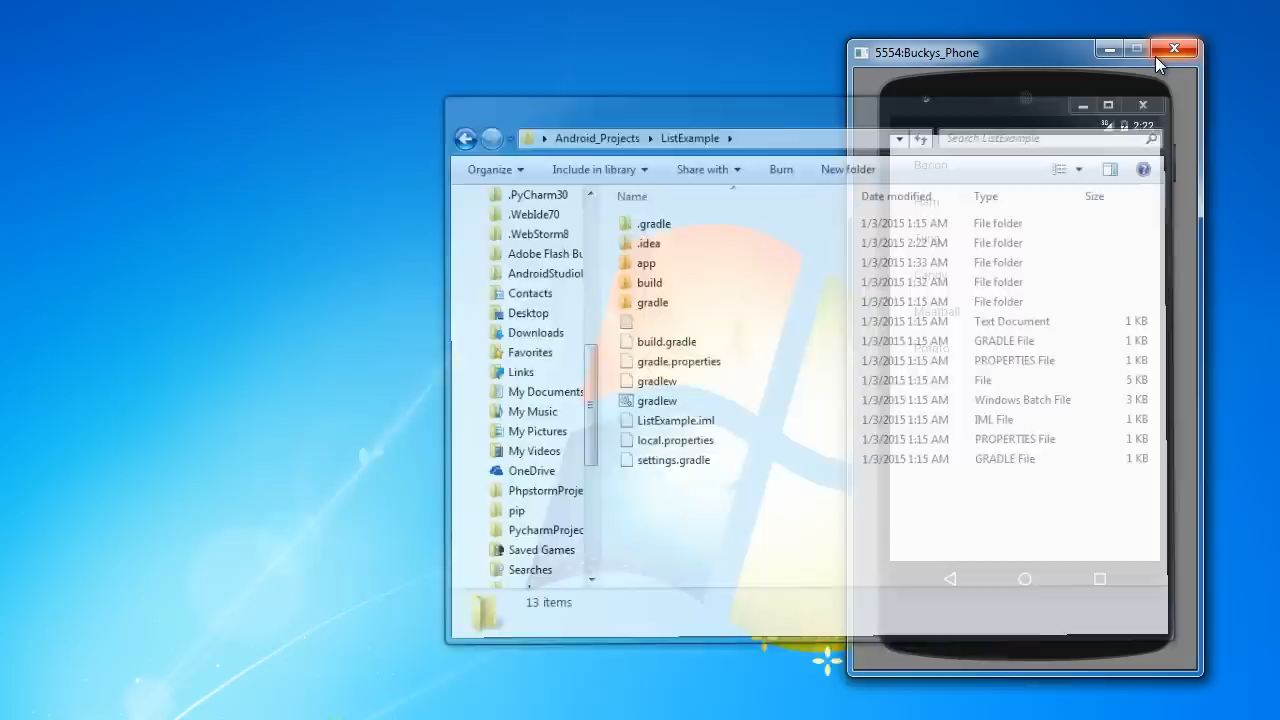 5554:Buckys_Phone
2:22
Android_Projects
ListExample
Search ListExample
Organize
Include in library
Share with
Burn
New folder
Bacon
Ham
Candy
Meatball
Potato
Name
Date modified
Type
Size
.PyCharm30
.WebIde70
.WebStorm8
Adobe Flash Bu
AndroidStudiol
Contacts
Desktop
Downloads
Favorites
Links
My Documents
My Music
My Pictures
My Videos
OneDrive
PhpstormProje
pip
PycharmProjec
Saved Games
Searches
.gradle 1/3/2015 1:15 AM File folder
.idea 1/3/2015 2:22 AM File folder
app 1/3/2015 1:33 AM File folder
build 1/3/2015 1:32 AM File folder
gradle 1/3/2015 1:15 AM File folder
1/3/2015 1:15 AM Text Document 1 KB
build.gradle 1/3/2015 1:15 AM GRADLE File 1 KB
gradle.properties 1/3/2015 1:15 AM PROPERTIES File 1 KB
gradlew 1/3/2015 1:15 AM File 5 KB
gradlew 1/3/2015 1:15 AM Windows Batch File 3 KB
ListExample.iml 1/3/2015 1:15 AM IML File 1 KB
local.properties 1/3/2015 1:15 AM PROPERTIES File 1 KB
settings.gradle 1/3/2015 1:15 AM GRADLE File 1 KB
13 items